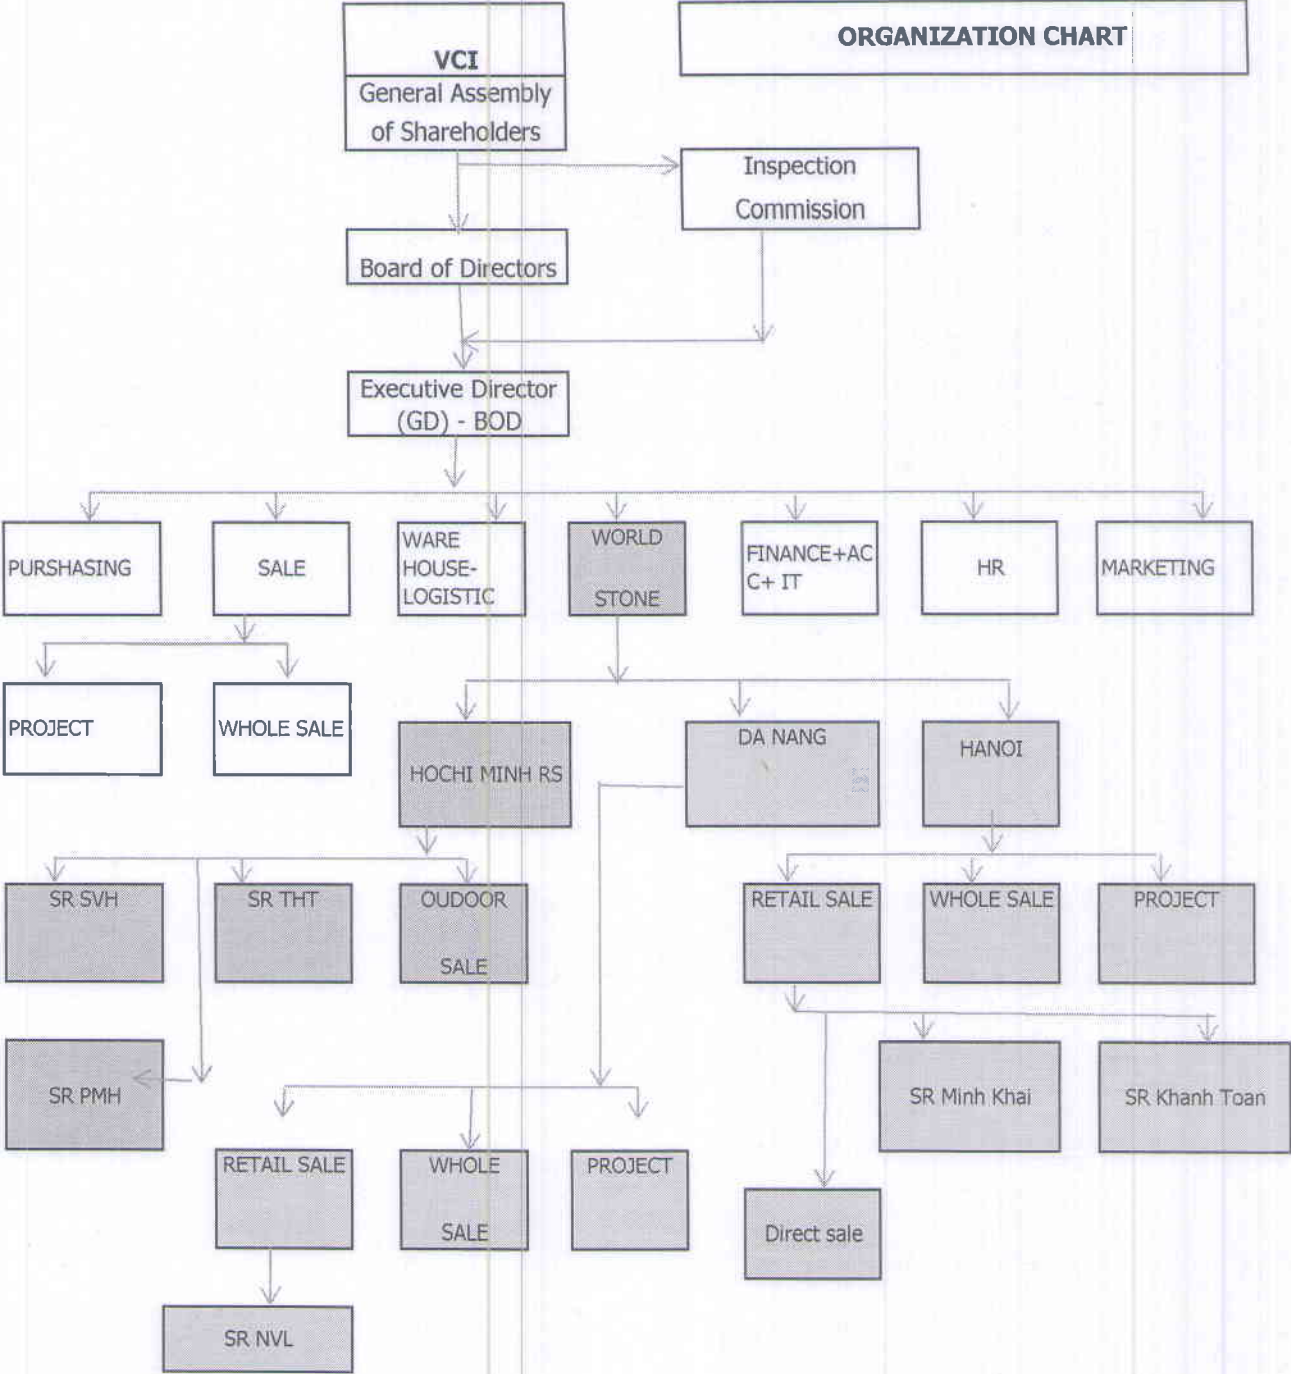 ORGANIZATION CHART
VCI
General Assembly
of Shareholders
Inspection
Commission
Board of Directors
Executive Director
(GD) - BOD
PURSHASING
SALE
WARE
HOUSE-
LOGISTIC
WORLD
STONE
FINANCE+AC
C+ IT
HR
MARKETING
PROJECT
WHOLE SALE
HOCHI MINH RS
DA NANG
HANOI
SR SVH
SR THT
OUDOOR
SALE
RETAIL SALE
WHOLE SALE
PROJECT
SR PMH
SR Minh Khai
SR Khanh Toan
RETAIL SALE
WHOLE
SALE
PROJECT
Direct sale
SR NVL